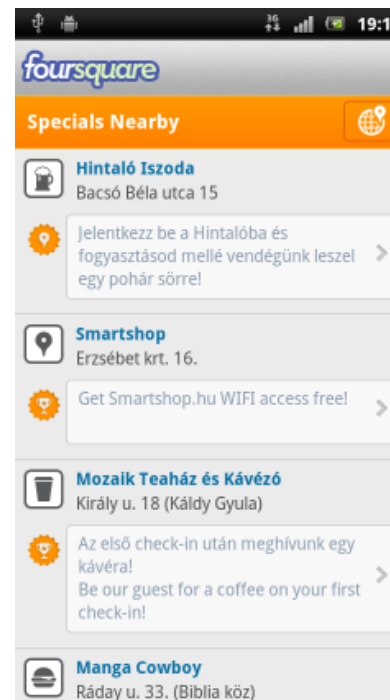 3G
19:1
foursquare
Specials Nearby
Hintaló Iszoda
Bacsó Béla utca 15
Jelentkezz be a Hintalóba és
fogyasztásod mellé vendégünk leszel
egy pohár sörre!
Smartshop
Erzsébet krt. 16.
Get Smartshop.hu WIFI access free!
Mozaik Teaház és Kávézó
Király u. 18 (Káldy Gyula)
Az első check-in után meghívunk egy
kávéra!
Be our guest for a coffee on your first
check-in!
Manga Cowboy
Ráday u. 33. (Biblia köz)